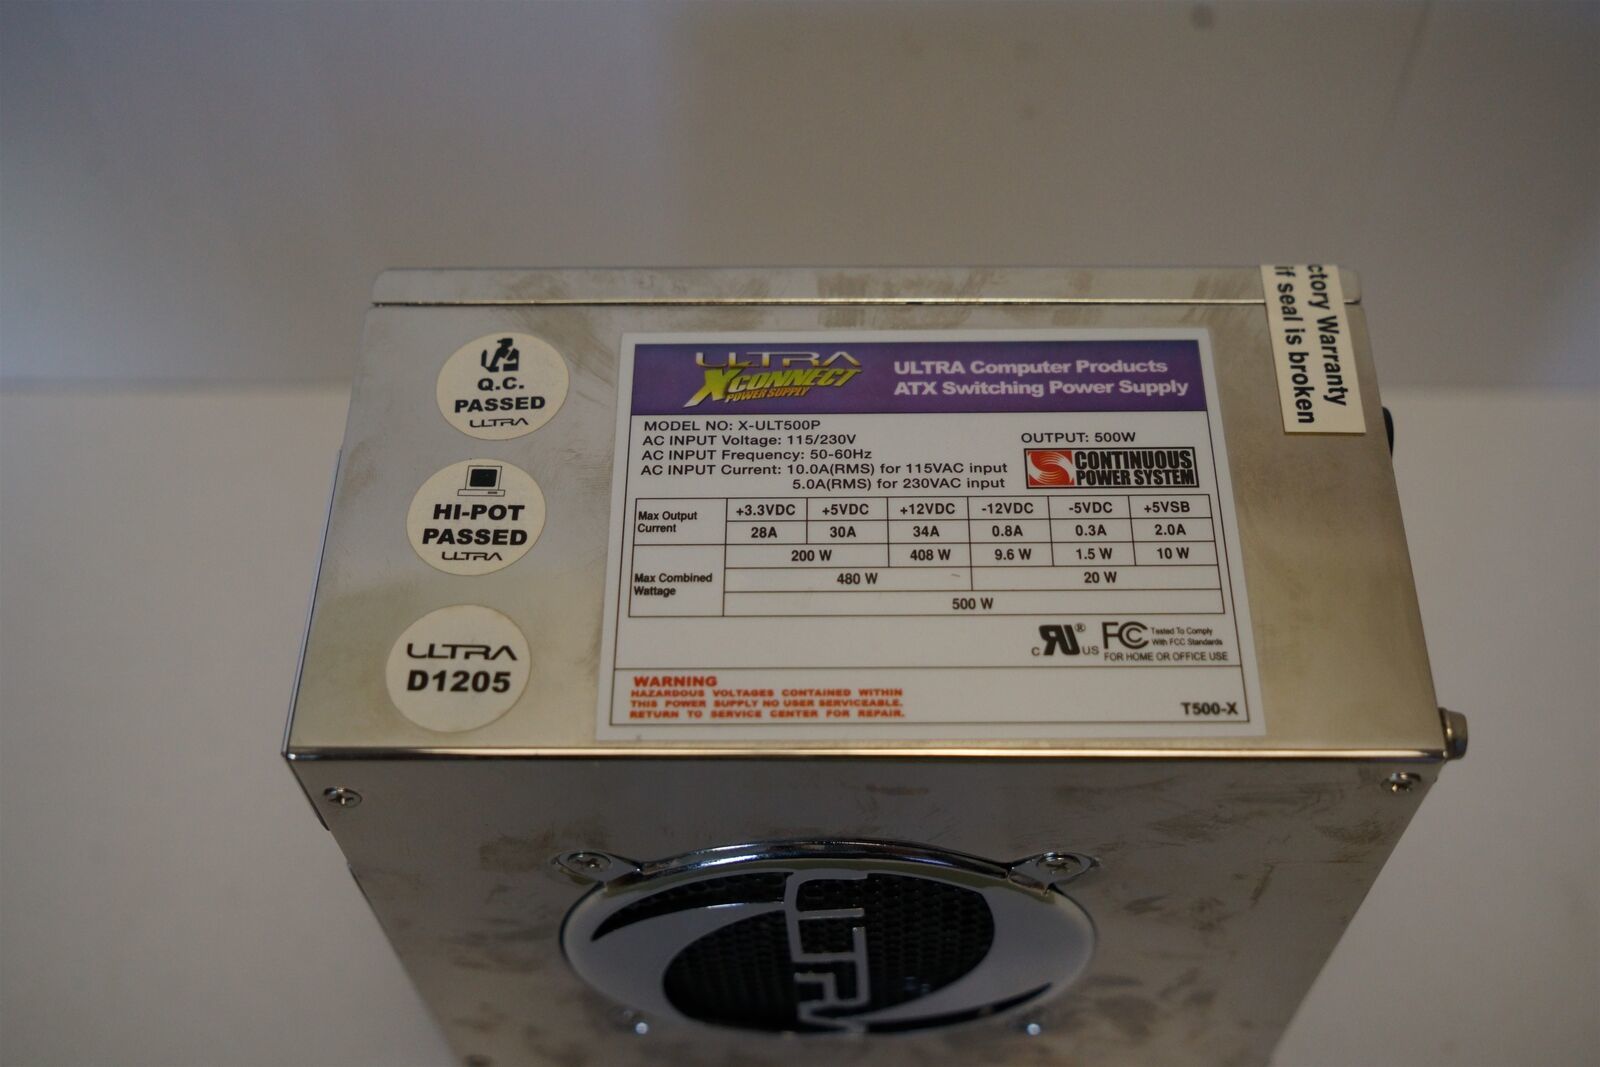 ctory Warranty
if seal is broken
Q.C.
PASSED
ULTRA
HI-POT
PASSED
ULTRA
ULTRA
D1205
ULTRA
XCONNECT
POWER SUPPLY
ULTRA Computer Products
ATX Switching Power Supply
MODEL NO: X-ULT500P
AC INPUT Voltage: 115/230V
AC INPUT Frequency: 50-60Hz
AC INPUT Current: 10.0A(RMS) for 115VAC input
5.0A(RMS) for 230VAC input
OUTPUT: 500W
CONTINUOUS
POWER SYSTEM
Max Output Current +3.3VDC +5VDC +12VDC -12VDC -5VDC +5VSB
28A 30A 34A 0.8A 0.3A 2.0A
Max Combined Wattage 200 W 408 W 9.6 W 1.5 W 10 W
480 W 20 W
500 W
c RU ® US FC Tested To Comply
With FCC Standards
FOR HOME OR OFFICE USE
WARNING
HAZARDOUS VOLTAGES CONTAINED WITHIN
THIS POWER SUPPLY NO USER SERVICEABLE.
RETURN TO SERVICE CENTER FOR REPAIR.
T500-X
ULTRA